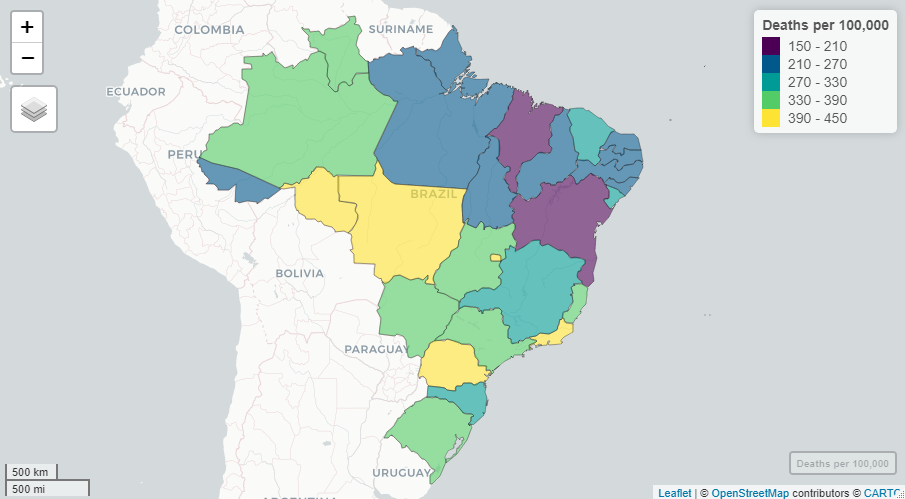 +
−
COLOMBIA
SURINAME
ECUADOR
PERU
BRAZIL
BOLIVIA
PARAGUAY
URUGUAY
ARGENTINA
Deaths per 100,000
150 - 210
210 - 270
270 - 330
330 - 390
390 - 450
500 km
500 mi
Deaths per 100,000
Leaflet | © OpenStreetMap contributors © CARTO